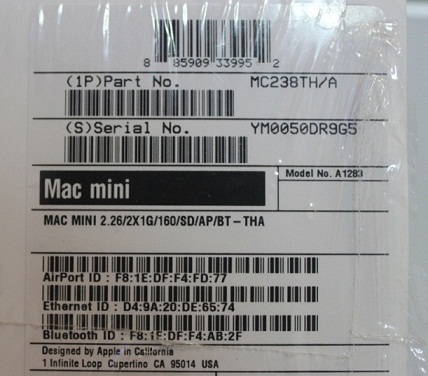 8 85909 33995 2
(1P)Part No. MC238TH/A
(S)Serial No. YM0050DR9G5
Mac mini
Model No. A1283
MAC MINI 2.26/2X1G/160/SD/AP/BT-THA
AirPort ID : F8:1E:DF:F4:FD:77
Ethernet ID : D4:9A:20:DE:65:74
Bluetooth ID : F8:1E:DF:F4:AB:2F
Designed by Apple in California
1 Infinite Loop Cupertino CA 95014 USA